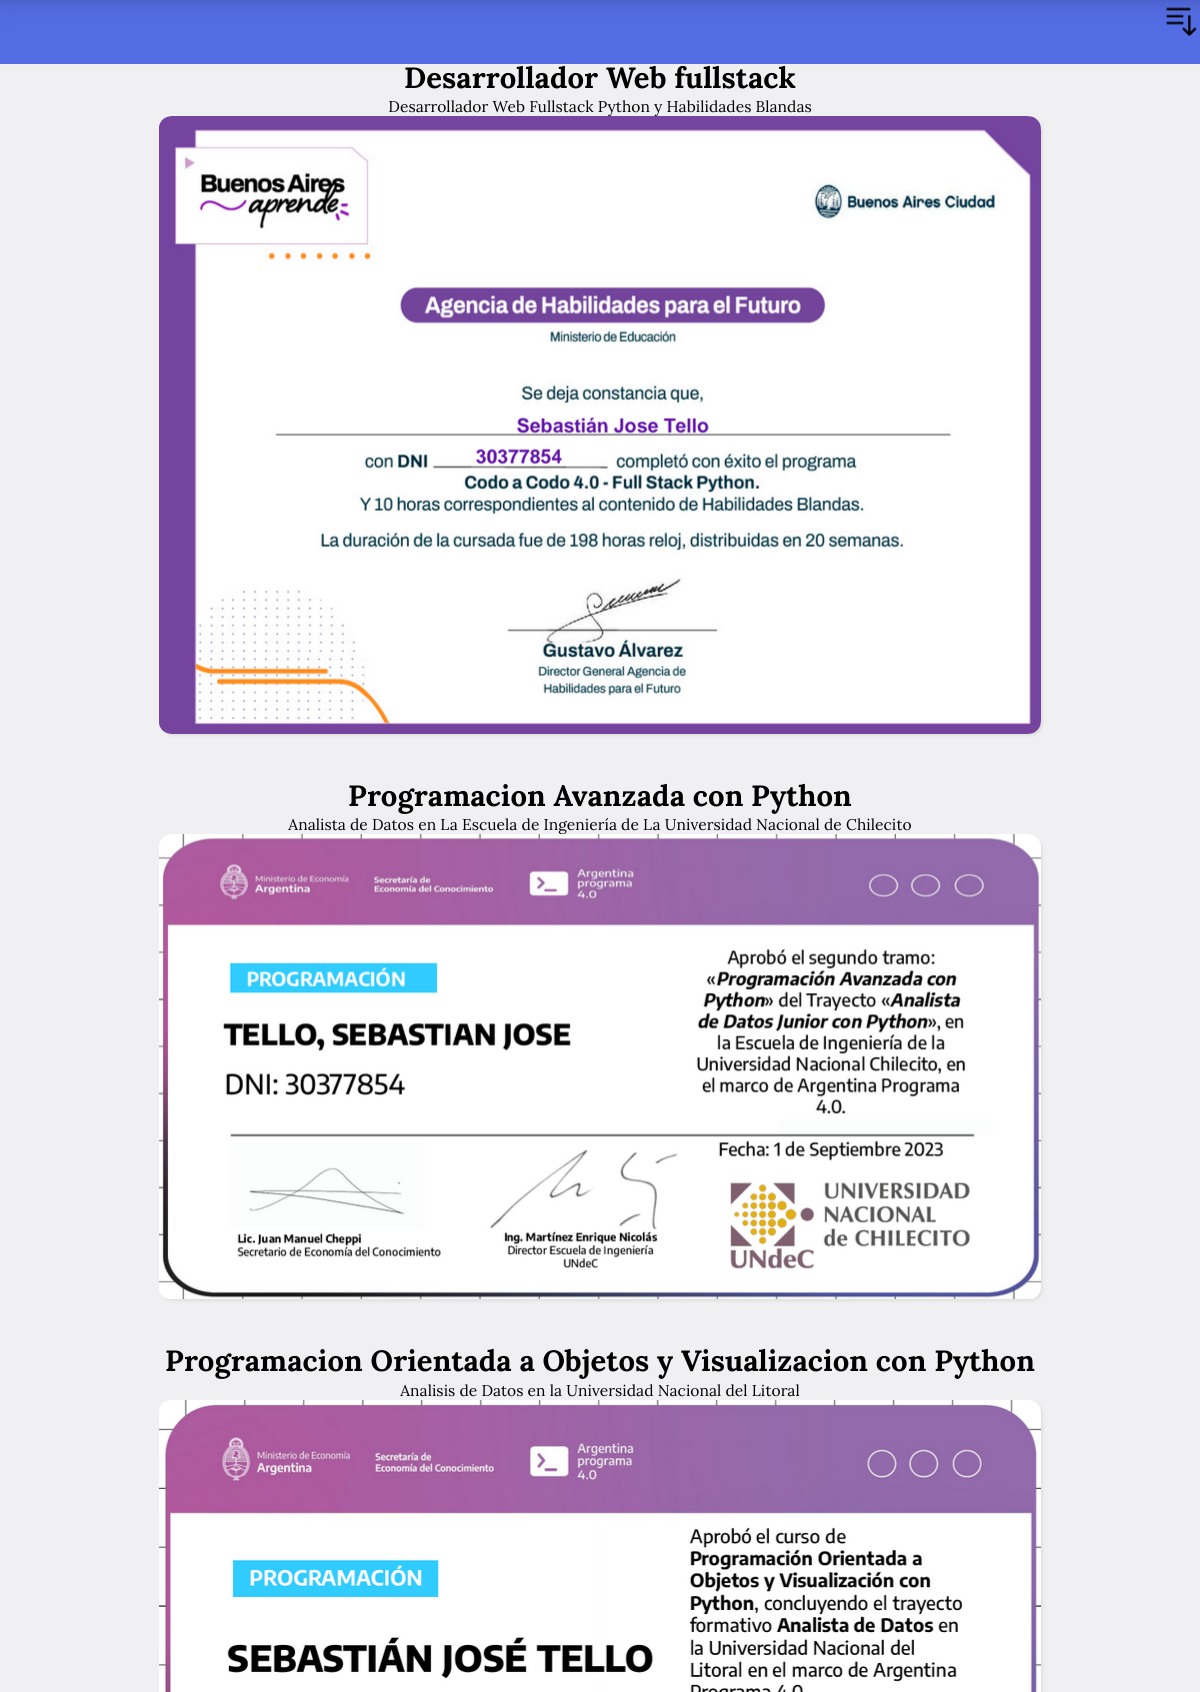 Desarrollador Web fullstack
Desarrollador Web Fullstack Python y Habilidades Blandas
Buenos Aires
aprende
Buenos Aires Ciudad
Agencia de Habilidades para el Futuro
Ministerio de Educación
Se deja constancia que,
Sebastián Jose Tello
con DNI 30377854 completó con éxito el programa
Codo a Codo 4.0 - Full Stack Python.
Y 10 horas correspondientes al contenido de Habilidades Blandas.
La duración de la cursada fue de 198 horas reloj, distribuidas en 20 semanas.
Gustavo Álvarez
Director General Agencia de
Habilidades para el Futuro
Programacion Avanzada con Python
Analista de Datos en La Escuela de Ingeniería de La Universidad Nacional de Chilecito
Ministerio de Economía
Argentina
Secretaría de
Economía del Conocimiento
Argentina
programa
4.0
PROGRAMACIÓN
TELLO, SEBASTIAN JOSE
DNI: 30377854
Aprobó el segundo tramo:
«Programación Avanzada con
Python» del Trayecto «Analista
de Datos Junior con Python», en
la Escuela de Ingeniería de la
Universidad Nacional Chilecito, en
el marco de Argentina Programa
4.0.
Fecha: 1 de Septiembre 2023
Lic. Juan Manuel Cheppi
Secretario de Economía del Conocimiento
Ing. Martínez Enrique Nicolás
Director Escuela de Ingeniería
UNdeC
UNIVERSIDAD
NACIONAL
de CHILECITO
UNdeC
Programacion Orientada a Objetos y Visualizacion con Python
Analisis de Datos en la Universidad Nacional del Litoral
Ministerio de Economía
Argentina
Secretaría de
Economía del Conocimiento
Argentina
programa
4.0
PROGRAMACIÓN
SEBASTIÁN JOSÉ TELLO
Aprobó el curso de
Programación Orientada a
Objetos y Visualización con
Python, concluyendo el trayecto
formativo Analista de Datos en
la Universidad Nacional del
Litoral en el marco de Argentina
Programa 4.0